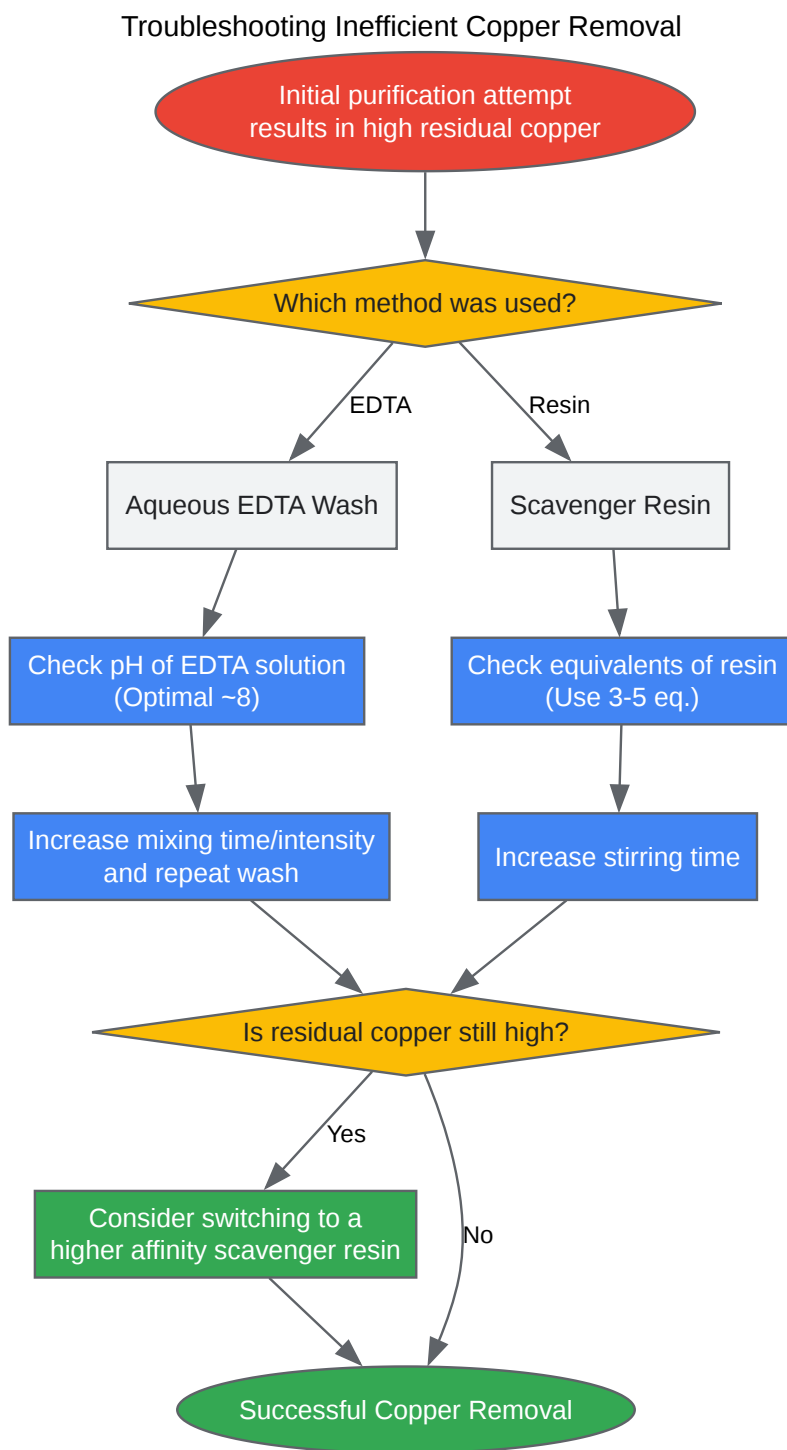 Troubleshooting Inefficient Copper Removal
Initial purification attempt
results in high residual copper
Which method was used?
EDTA
Resin
Aqueous EDTA Wash
Scavenger Resin
Check pH of EDTA solution
(Optimal ~8)
Check equivalents of resin
(Use 3-5 eq.)
Increase mixing time/intensity
and repeat wash
Increase stirring time
Is residual copper still high?
Yes
No
Consider switching to a
higher affinity scavenger resin
Successful Copper Removal